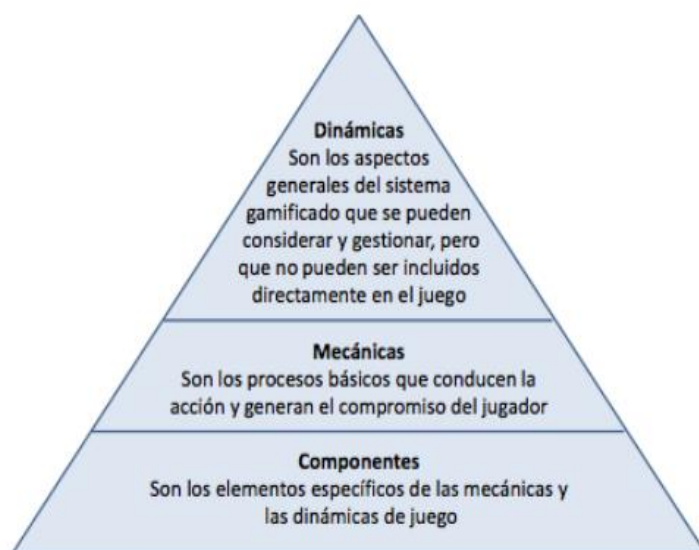 Dinámicas
Son los aspectos
generales del sistema
gamificado que se pueden
considerar y gestionar, pero
que no pueden ser incluidos
directamente en el juego
Mecánicas
Son los procesos básicos que conducen la
acción y generan el compromiso del jugador
Componentes
Son los elementos específicos de las mecánicas y
las dinámicas de juego